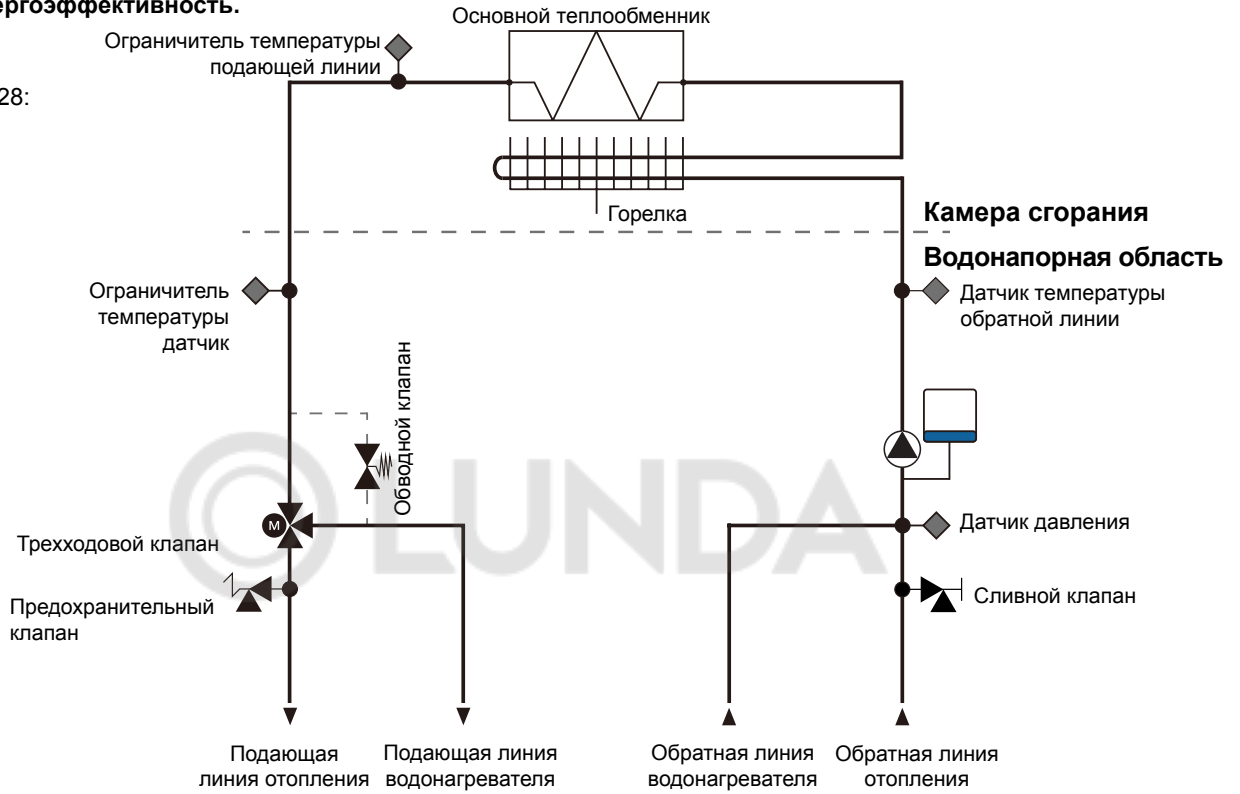 ргоэффективность.
Основной теплообменник
Ограничитель температуры
подающей линии
28:
Горелка
Камера сгорания
Водонапорная область
Ограничитель
температуры
датчик
Датчик температуры
обратной линии
Обводной клапан
LUNDA
M
Трехходовой клапан
Датчик давления
Предохранительный
клапан
Сливной клапан
Подающая
линия отопления
Подающая линия
водонагревателя
Обратная линия
водонагревателя
Обратная линия
отопления